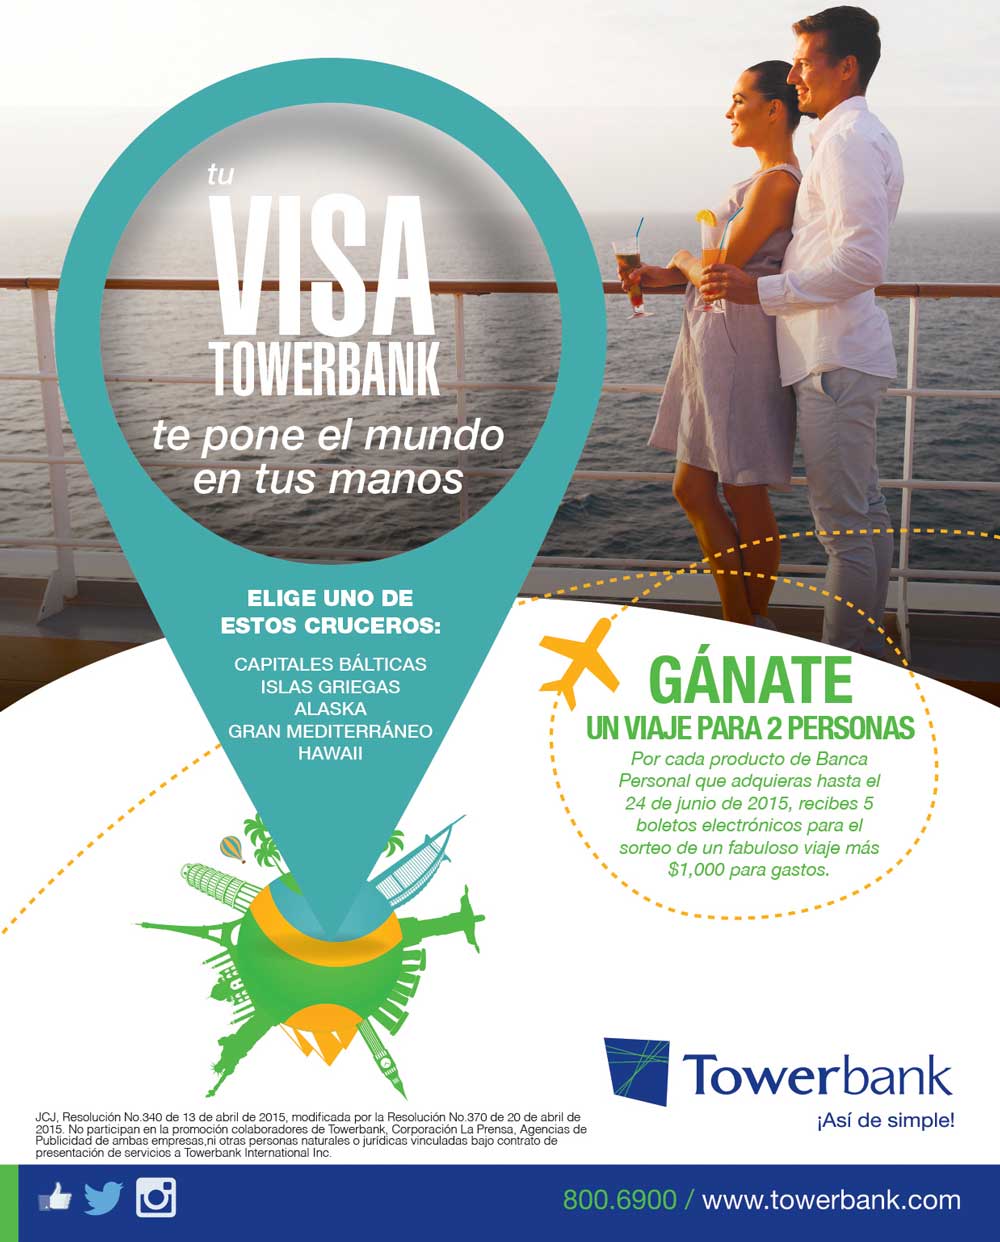 tu
VISA
TOWERBANK
te pone el mundo
en tus manos
ELIGE UNO DE
ESTOS CRUCEROS:
CAPITALES BÁLTICAS
ISLAS GRIEGAS
ALASKA
GRAN MEDITERRÁNEO
HAWAII
GÁNATE
UN VIAJE PARA 2 PERSONAS
Por cada producto de Banca
Personal que adquieras hasta el
24 de junio de 2015, recibes 5
boletos electrónicos para el
sorteo de un fabuloso viaje más
$1,000 para gastos.
Towerbank
¡Así de simple!
JCJ, Resolución No.340 de 13 de abril de 2015, modificada por la Resolución No.370 de 20 de abril de
2015. No participan en la promoción colaboradores de Towerbank, Corporación La Prensa, Agencias de
Publicidad de ambas empresas,ni otras personas naturales o jurídicas vinculadas bajo contrato de
presentación de servicios a Towerbank International Inc.
800.6900 / www.towerbank.com